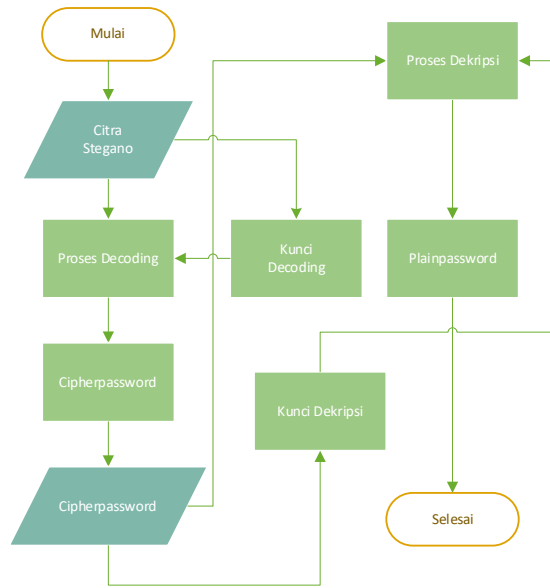 Mulai
Citra
Stegano
Proses Decoding
Kunci
Decoding
Cipherpassword
Cipherpassword
Kunci Dekripsi
Proses Dekripsi
Plainpassword
Selesai